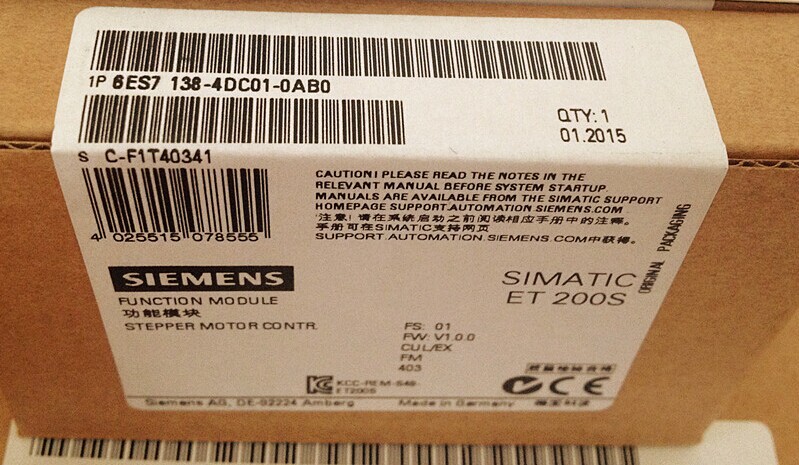 1P 6ES7 138-4DC01-0AB0
QTY: 1
01.2015
S C-F1T40341
4 025515 078555
CAUTION! PLEASE READ THE NOTES IN THE
RELEVANT MANUAL BEFORE SYSTEM STARTUP.
MANUALS ARE AVAILABLE FROM THE SIMATIC SUPPORT
HOMEPAGE SUPPORT.AUTOMATION.SIEMENS.COM
注意! 请在系统启动之前阅读相应手册中的注释。
手册可在SIMATIC支持网页
SUPPORT.AUTOMATION.SIEMENS.COM中获得。
ORIGINAL PACKAGING
SIEMENS
SIMATIC
ET 200S
FUNCTION MODULE
功能模块
STEPPER MOTOR CONTR.
FS: 01
FW: V1.0.0
CUL/EX
FM
403
KCC-REM-S49-
ET200S
CE
Siemens AG, DE-92224 Amberg
Made in Germany